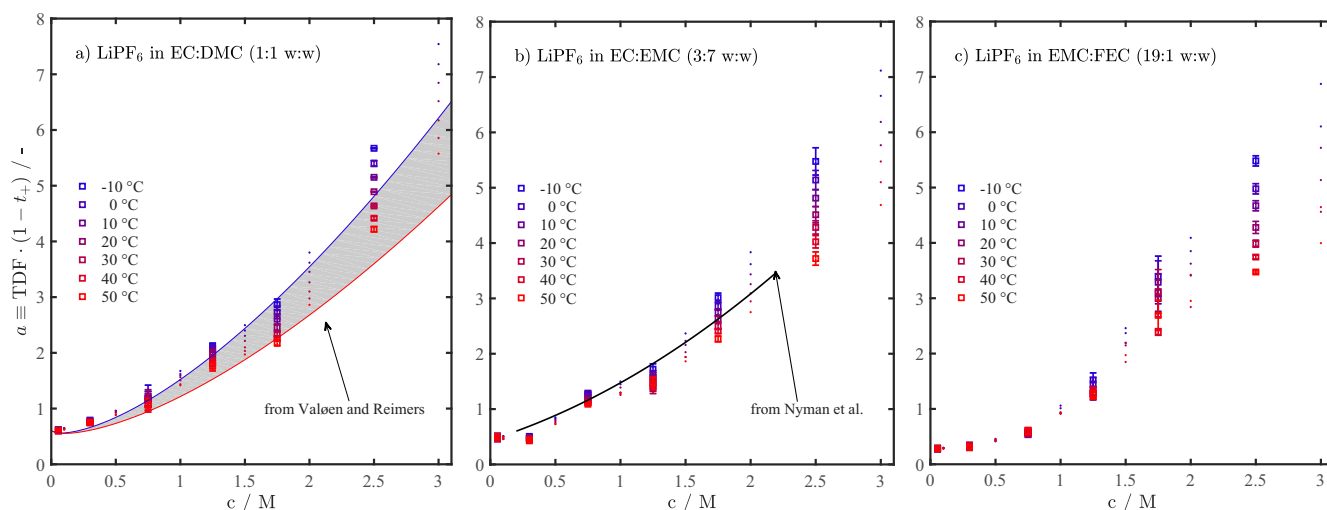 a ≡ TDF · (1 − t₊) / -
8
7
6
5
4
3
2
1
0
a) LiPF₆ in EC:DMC (1:1 w:w)
-10 °C
0 °C
10 °C
20 °C
30 °C
40 °C
50 °C
from Valøen and Reimers
0 0.5 1 1.5 2 2.5 3
c / M
8
7
6
5
4
3
2
1
0
b) LiPF₆ in EC:EMC (3:7 w:w)
-10 °C
0 °C
10 °C
20 °C
30 °C
40 °C
50 °C
from Nyman et al.
0 0.5 1 1.5 2 2.5 3
c / M
8
7
6
5
4
3
2
1
0
c) LiPF₆ in EMC:FEC (19:1 w:w)
-10 °C
0 °C
10 °C
20 °C
30 °C
40 °C
50 °C
0 0.5 1 1.5 2 2.5 3
c / M